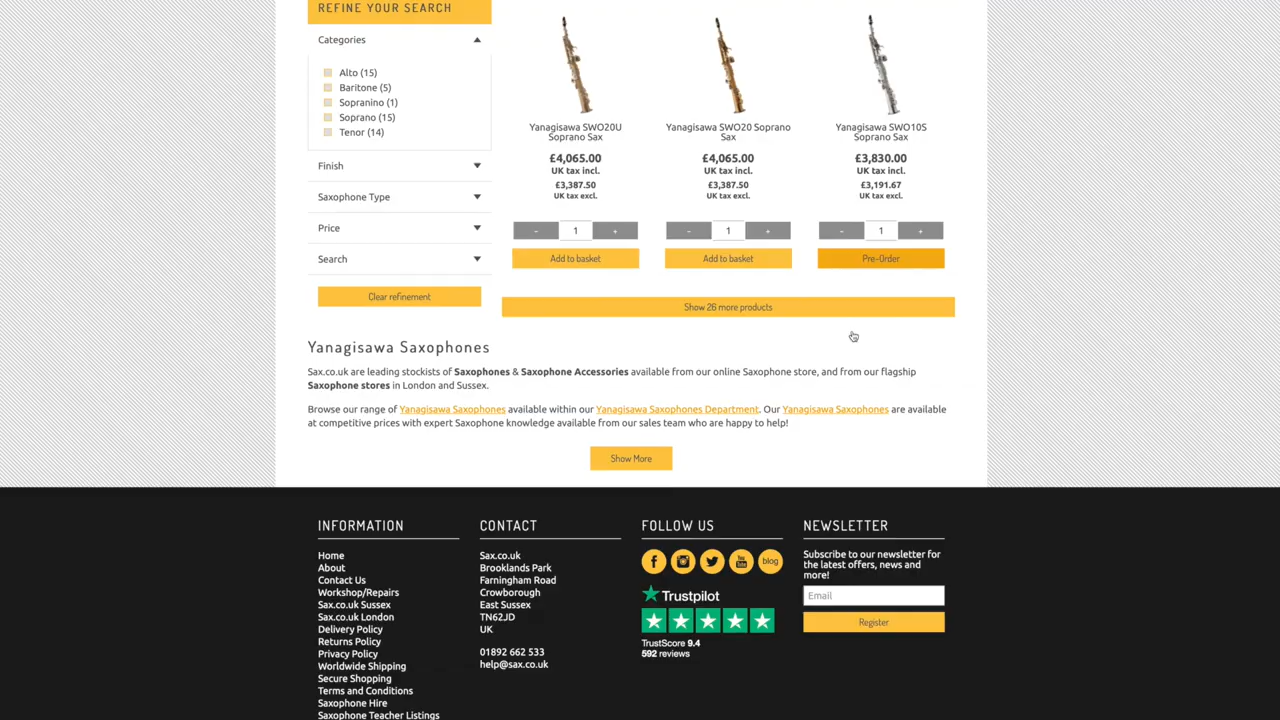 REFINE YOUR SEARCH
Categories
Alto (15)
Baritone (5)
Sopranino (1)
Soprano (15)
Tenor (14)
Finish
Saxophone Type
Price
Search
Clear refinement
Yanagisawa SWO20U
Soprano Sax
£4,065.00
UK tax incl.
£3,387.50
UK tax excl.
- 1 +
Add to basket
Yanagisawa SWO20 Soprano
Sax
£4,065.00
UK tax incl.
£3,387.50
UK tax excl.
- 1 +
Add to basket
Yanagisawa SWO10S
Soprano Sax
£3,830.00
UK tax incl.
£3,191.67
UK tax excl.
- 1 +
Pre-Order
Show 26 more products
Yanagisawa Saxophones
Sax.co.uk are leading stockists of Saxophones & Saxophone Accessories available from our online Saxophone store, and from our flagship
Saxophone stores in London and Sussex.
Browse our range of Yanagisawa Saxophones available within our Yanagisawa Saxophones Department. Our Yanagisawa Saxophones are available
at competitive prices with expert Saxophone knowledge available from our sales team who are happy to help!
Show More
INFORMATION
Home
About
Contact Us
Workshop/Repairs
Sax.co.uk Sussex
Sax.co.uk London
Delivery Policy
Returns Policy
Privacy Policy
Worldwide Shipping
Secure Shopping
Terms and Conditions
Saxophone Hire
Saxophone Teacher Listings
CONTACT
Sax.co.uk
Brooklands Park
Farningham Road
Crowborough
East Sussex
TN62JD
UK
01892 662 533
help@sax.co.uk
FOLLOW US
You Tube
blog
Trustpilot
TrustScore 9.4
592 reviews
NEWSLETTER
Subscribe to our newsletter for
the latest offers, news and
more!
Email
Register